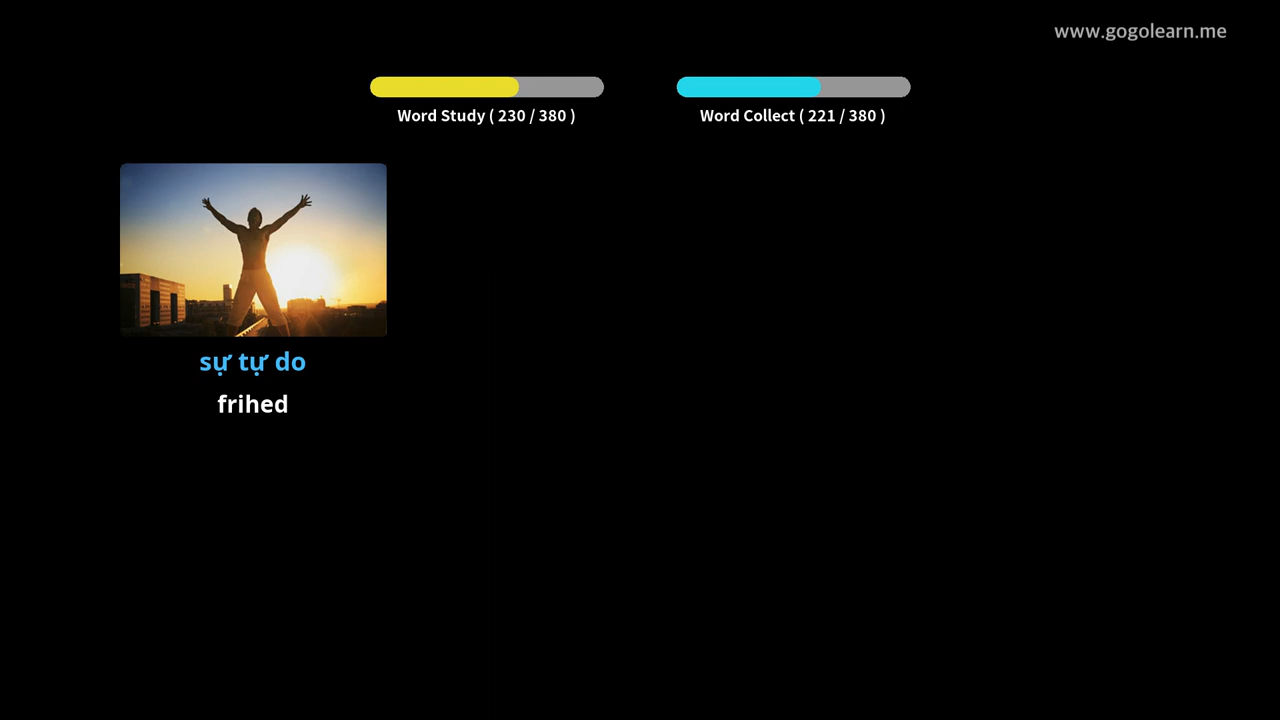 www.gogolearn.me
Word Study ( 230 / 380 )
Word Collect ( 221 / 380 )
sự tự do
frihed